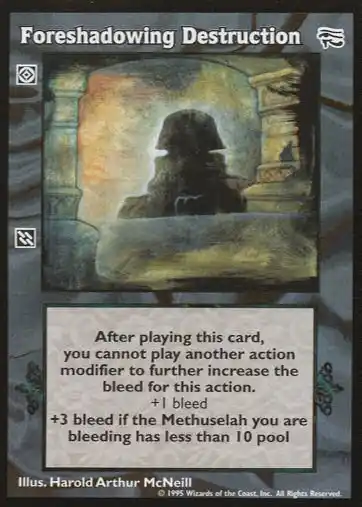 Foreshadowing Destruction
After playing this card,
you cannot play another action
modifier to further increase the
bleed for this action.
+1 bleed
+3 bleed if the Methuselah you are
bleeding has less than 10 pool
Illus. Harold Arthur McNeill
© 1995 Wizards of the Coast, Inc. All Rights Reserved.